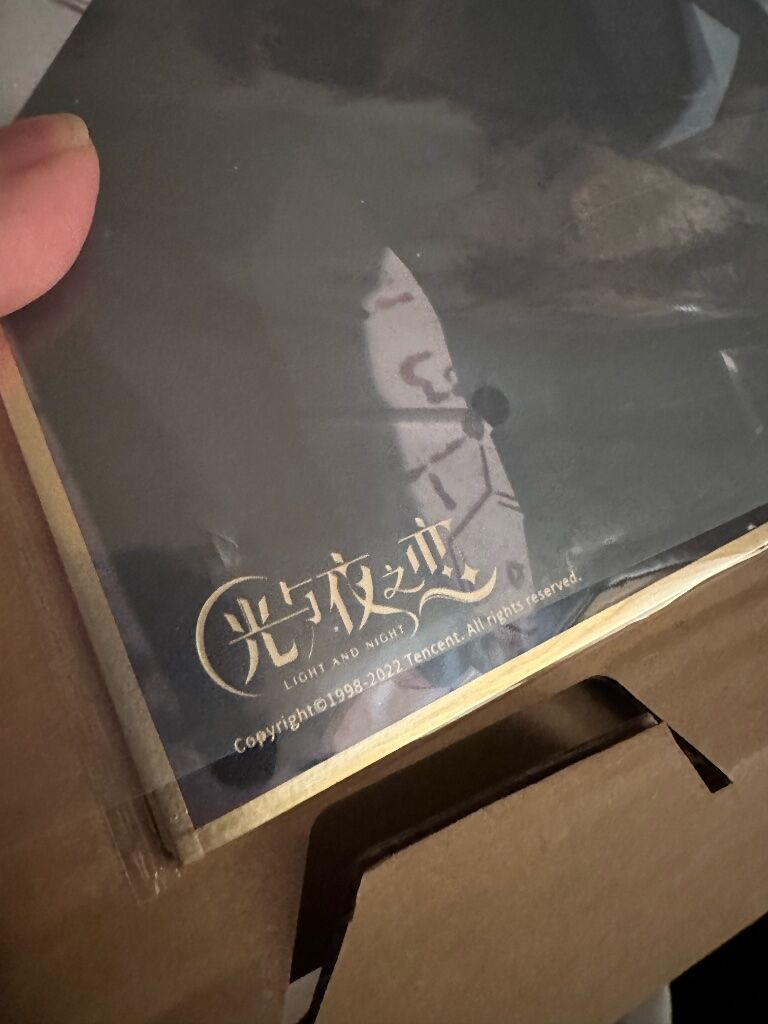 光与夜之恋
LIGHT AND NIGHT
Copyright©1998-2022 Tencent. All rights reserved.